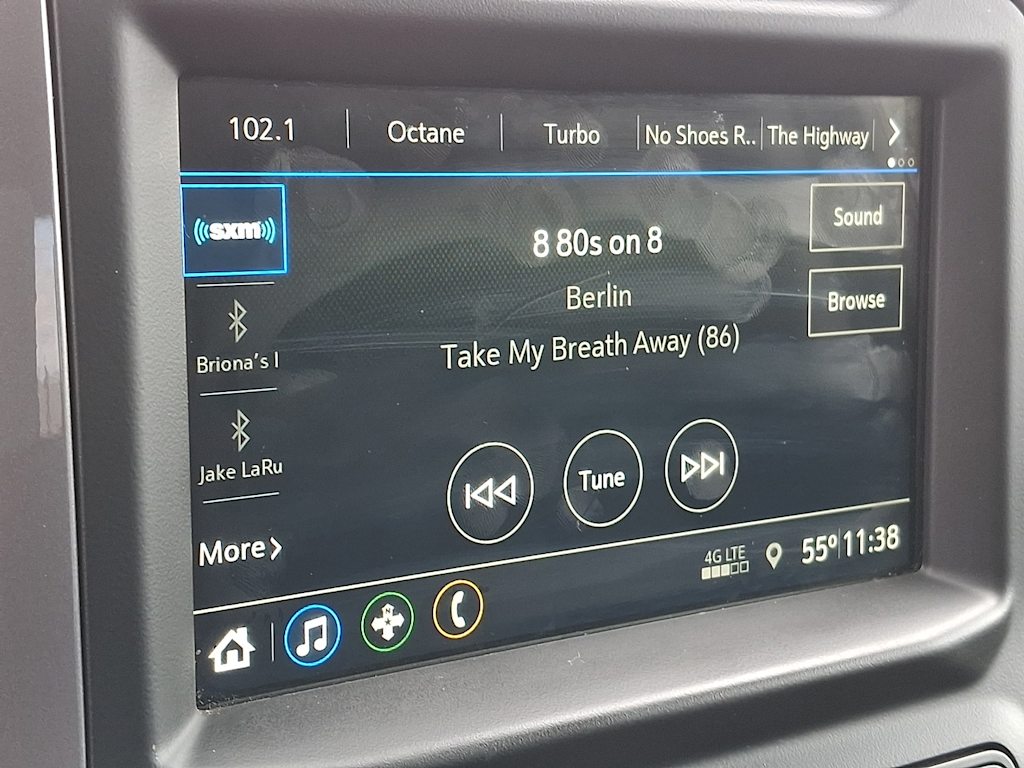 102.1 Octane Turbo No Shoes R.. The Highway
sxm
8 80s on 8
Berlin
Take My Breath Away (86)
Sound
Browse
Briona's I
Jake LaRu
More
Tune
4G LTE
55° 11:38
N